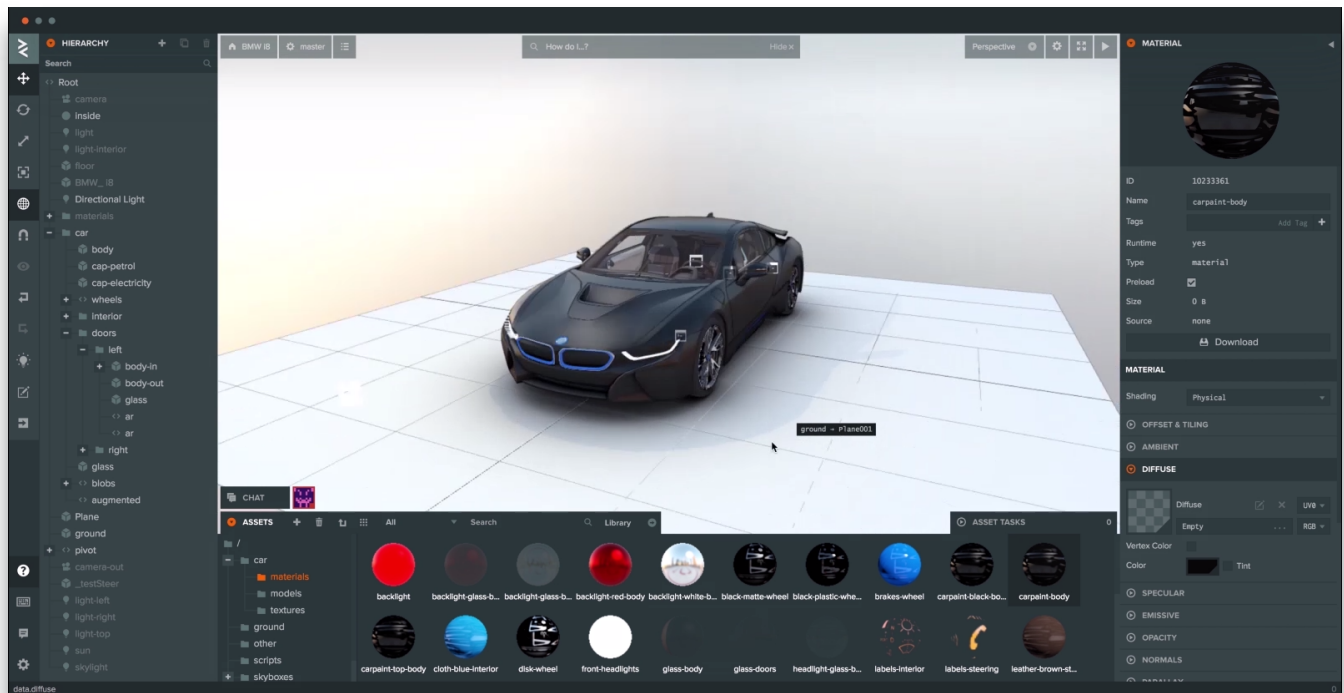 HIERARCHY
Search
Root
camera
Inside
light
light-interior
floor
BMW_ i8
Directional Light
materials
car
body
cap-petrol
cap-electricity
wheels
interior
doors
left
body-in
body-out
glass
ar
ar
right
glass
blobs
augmented
Plane
ground
pivot
camera-out
_testSteer
light-left
light-right
light-top
sun
skylight
data.diffuse
BMW i8
master
How do I...?
Hide ×
Perspective
ground → Plane001
CHAT
ASSETS
All
Search
Library
ASSET TASKS
0
/
car
materials
models
textures
ground
other
scripts
skyboxes
backlight
backlight-glass-b...
backlight-glass-b...
backlight-red-body
backlight-white-b...
black-matte-wheel
black-plastic-whe...
brakes-wheel
carpaint-black-bo...
carpaint-body
carpaint-top-body
cloth-blue-interior
disk-wheel
front-headlights
glass-body
glass-doors
headlight-glass-b...
labels-interior
labels-steering
leather-brown-st...
MATERIAL
ID 10233361
Name carpaint-body
Tags Add Tag
Runtime yes
Type material
Preload
Size 0 B
Source none
Download
MATERIAL
Shading Physical
OFFSET & TILING
AMBIENT
DIFFUSE
Diffuse UV0
Empty ... RGB
Vertex Color
Color Tint
SPECULAR
EMISSIVE
OPACITY
NORMALS
PARALLAX
0